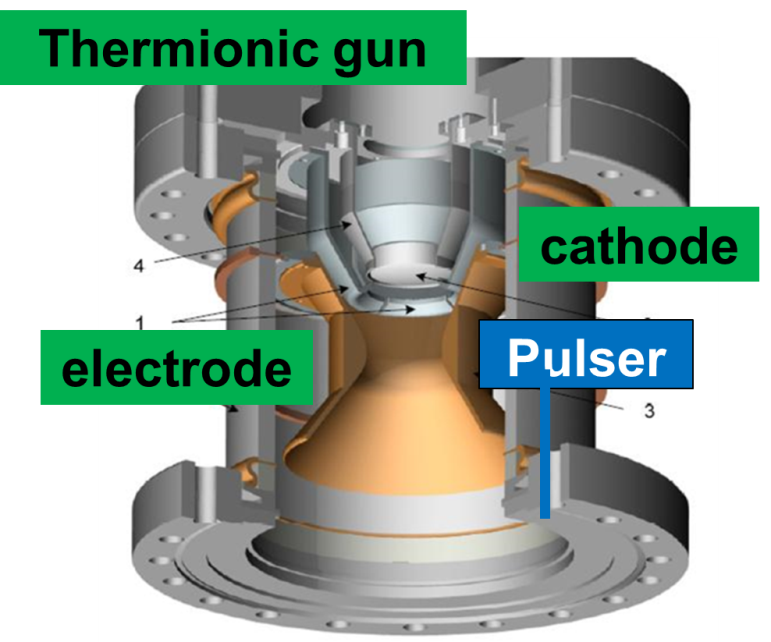 Thermionic gun
4
cathode
1
electrode
Pulser
3